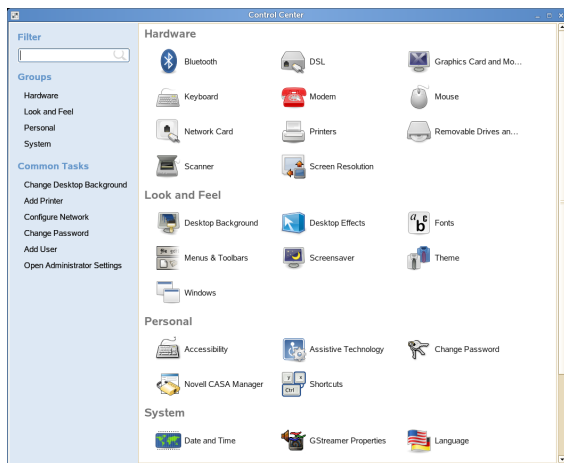 Control Center
Filter
Groups
Hardware
Look and Feel
Personal
System
Common Tasks
Change Desktop Background
Add Printer
Configure Network
Change Password
Add User
Open Administrator Settings
Hardware
Bluetooth
DSL
Graphics Card and Mo...
Keyboard
Modem
Mouse
Network Card
Printers
Removable Drives an...
Scanner
Screen Resolution
Look and Feel
Desktop Background
Desktop Effects
Fonts
Menus & Toolbars
Screensaver
Theme
Windows
Personal
Accessibility
Assistive Technology
Change Password
Novell CASA Manager
Ctrl
Shortcuts
System
Date and Time
GStreamer Properties
Language